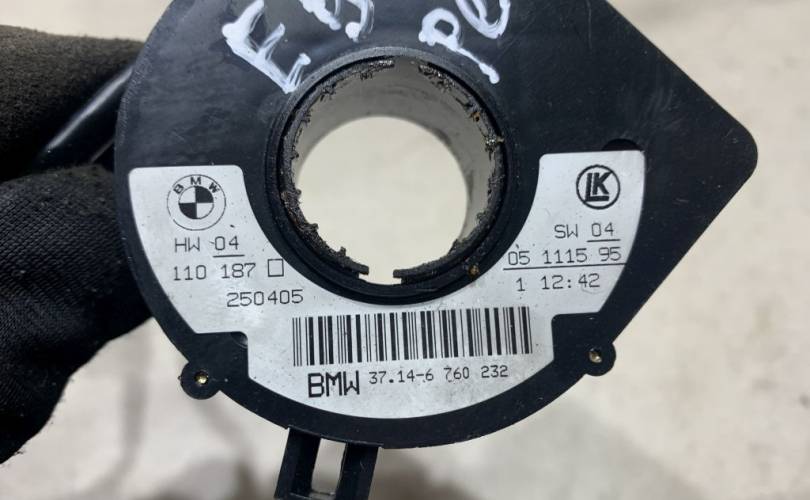 BMW
LK
HW 04
110 187
250405
SW 04
05 1115 95
1 12:42
BMW 37.14-6 760 232